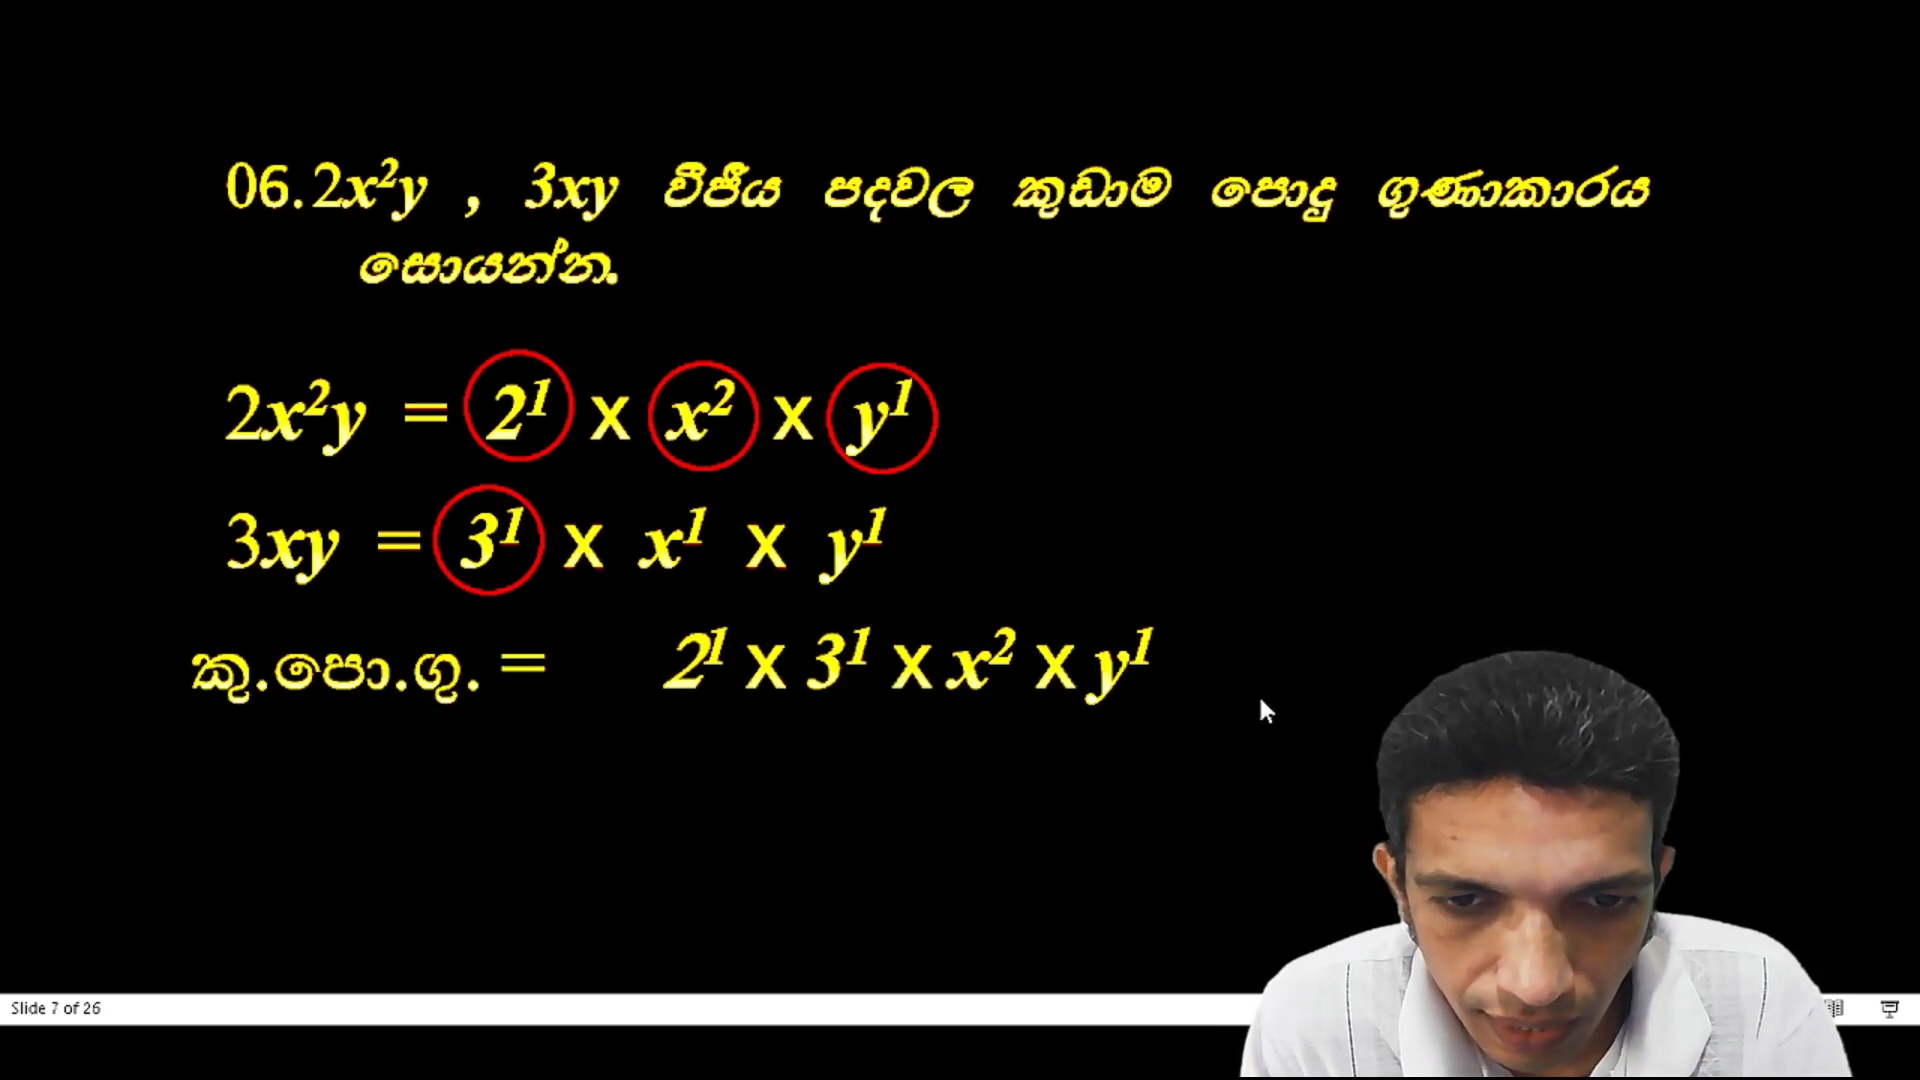 06. 2x²y , 3xy වීජීය පදවල කුඩාම පොදු ගුණාකාරය
සොයන්න.
2x²y = 2¹ x x² x y¹
3xy = 3¹ x x¹ x y¹
කු.පො.ගු. = 2¹ x 3¹ x x² x y¹
Slide 7 of 26